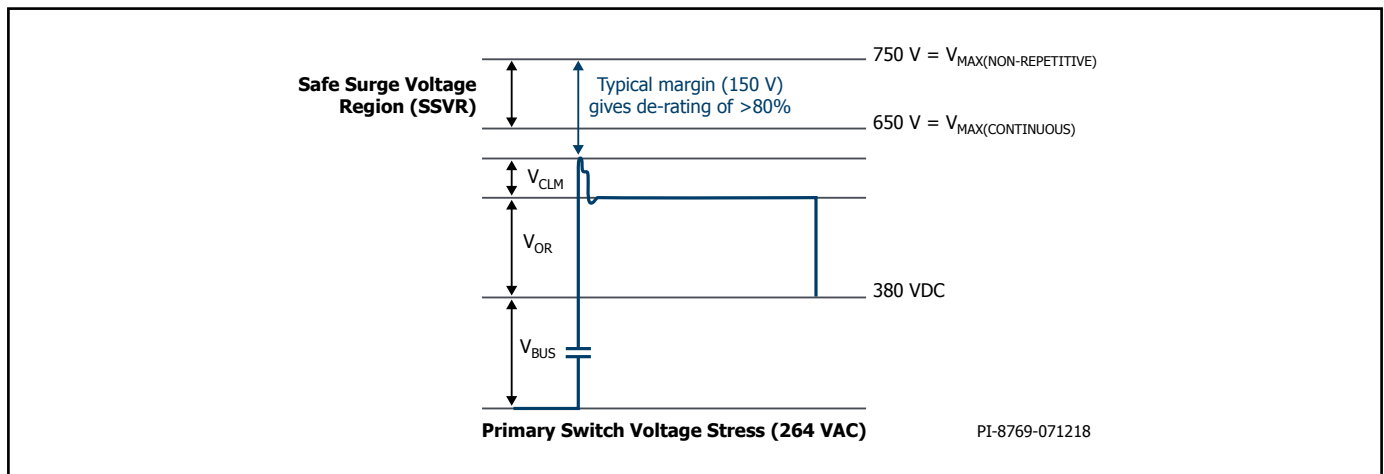 750 V = VMAX(NON-REPETITIVE)
Safe Surge Voltage
Region (SSVR)
Typical margin (150 V)
gives de-rating of >80%
650 V = VMAX(CONTINUOUS)
VCLM
VOR
380 VDC
VBUS
Primary Switch Voltage Stress (264 VAC)
PI-8769-071218